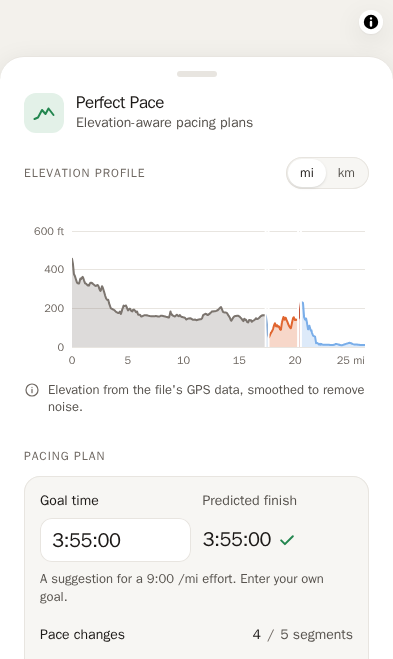 Perfect Pace
Elevation-aware pacing plans
ELEVATION PROFILE
mi km
600 ft
400
200
0
0 5 10 15 20 25 mi
Elevation from the file's GPS data, smoothed to remove
noise.
PACING PLAN
Goal time Predicted finish
3:55:00 3:55:00
A suggestion for a 9:00 /mi effort. Enter your own
goal.
Pace changes 4 / 5 segments